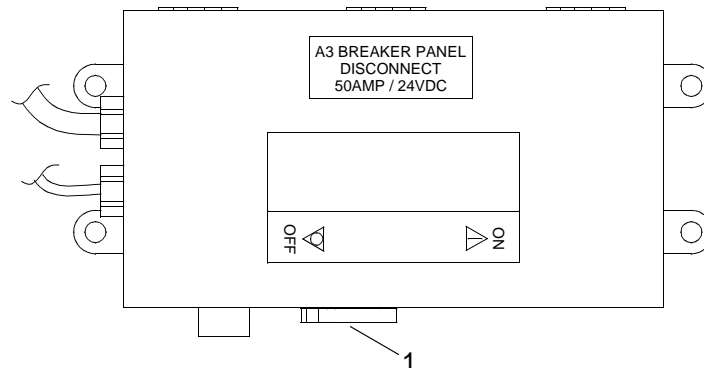 A3 BREAKER PANEL
DISCONNECT
50AMP / 24VDC
OFF
ON
1